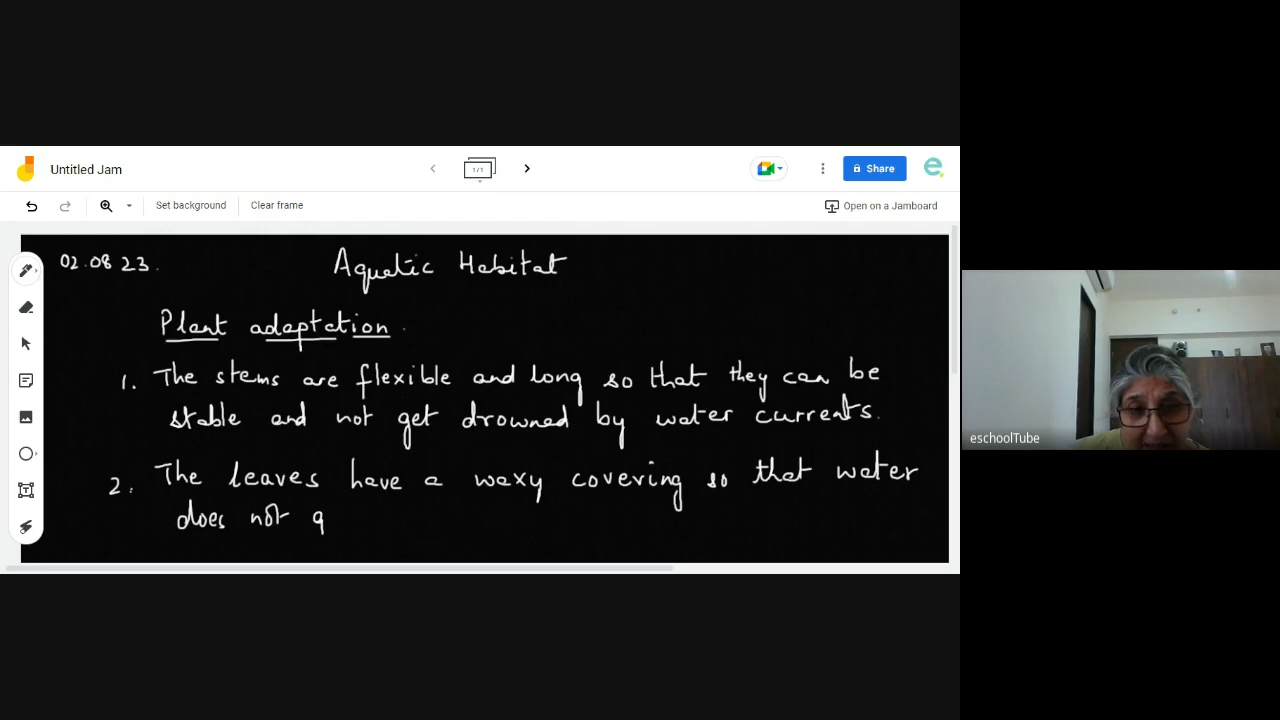 Untitled Jam
1/1
Share
Set background
Clear frame
Open on a Jamboard
02.08 23.
Aquatic Habitat
Plant adaptation.
1. The stems are flexible and long so that they can be
stable and not get drowned by water currents.
2. The leaves have a waxy covering so that water
does not g
eschoolTube